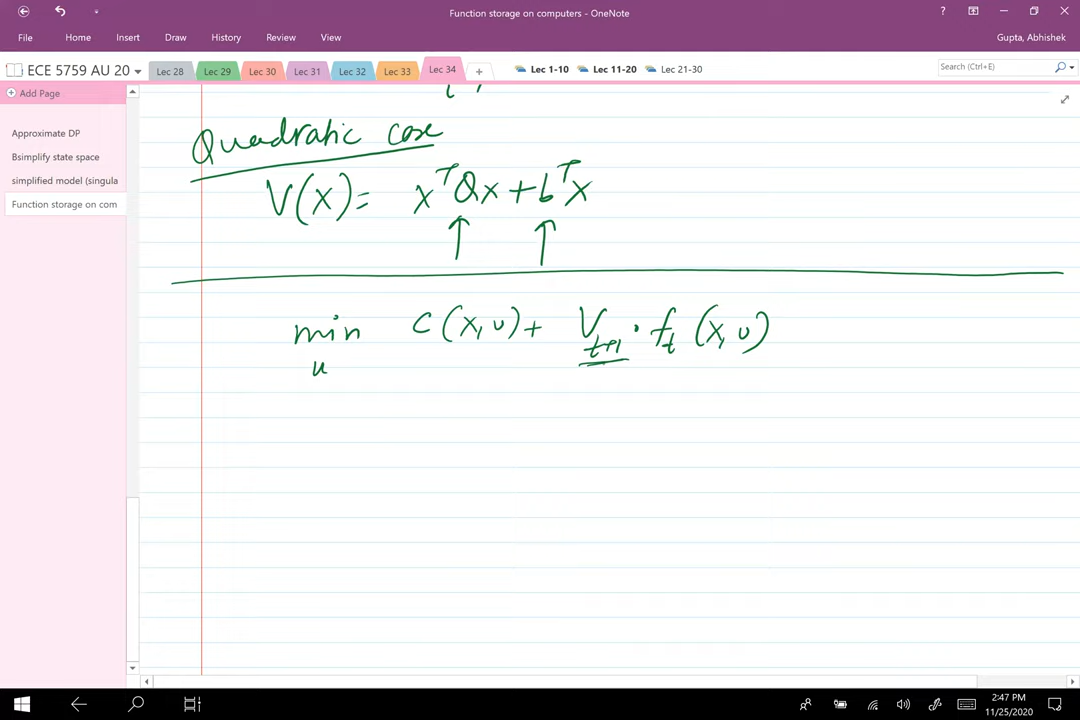 Function storage on computers - OneNote
File Home Insert Draw History Review View Gupta, Abhishek
ECE 5759 AU 20 Lec 28 Lec 29 Lec 30 Lec 31 Lec 32 Lec 33 Lec 34 + Lec 1-10 Lec 11-20 Lec 21-30 Search (Ctrl+E)
Add Page
Approximate DP
Bsimplify state space
simplified model (singula
Function storage on com
Quadratic case
V(x) = x^T Q x + b^T x
min_u c(x, u) + V_{t+1} · f_t (x, u)
2:47 PM
11/25/2020